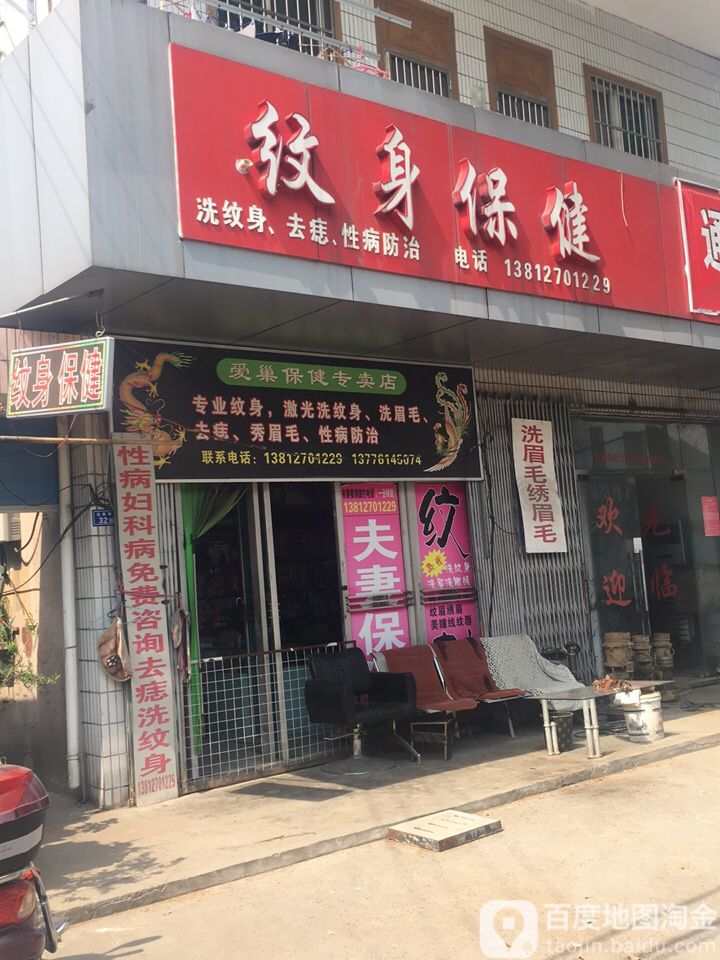 纹身保健
洗纹身、去痣、性病防治 电话 13812701229
通
纹身保健
爱巢保健专卖店
专业纹身，激光洗纹身、洗眉毛、
去痣、秀眉毛、性病防治
联系电话：13812701229 13776145074
性病妇科病免费咨询去痣洗纹身
13812701229
32
13812701229
夫妻保
纹
洗纹身
纹眉绣眉
美瞳线纹唇
洗眉毛绣眉毛
欢迎
光临
百度地图淘金
taojin.baidu.com